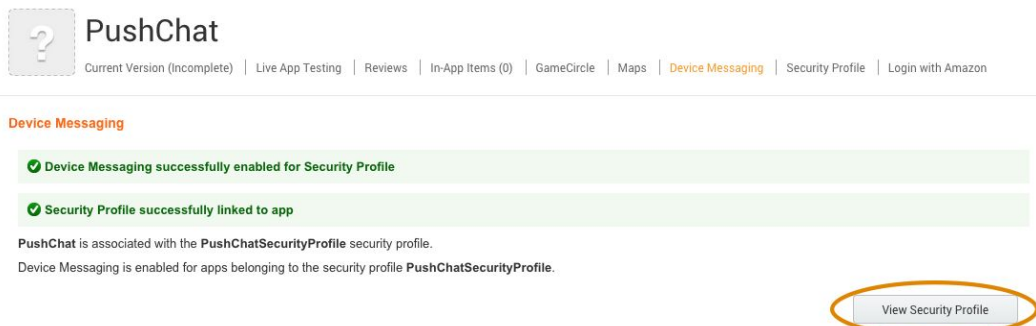 PushChat
Current Version (Incomplete) | Live App Testing | Reviews | In-App Items (0) | GameCircle | Maps | Device Messaging | Security Profile | Login with Amazon
Device Messaging
Device Messaging successfully enabled for Security Profile
Security Profile successfully linked to app
PushChat is associated with the PushChatSecurityProfile security profile.
Device Messaging is enabled for apps belonging to the security profile PushChatSecurityProfile.
View Security Profile